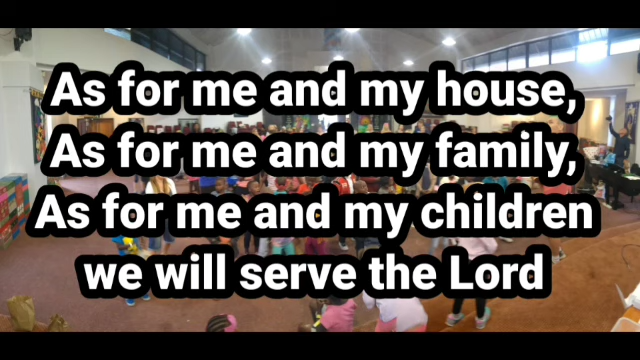 As for me and my house,
As for me and my family,
As for me and my children
we will serve the Lord